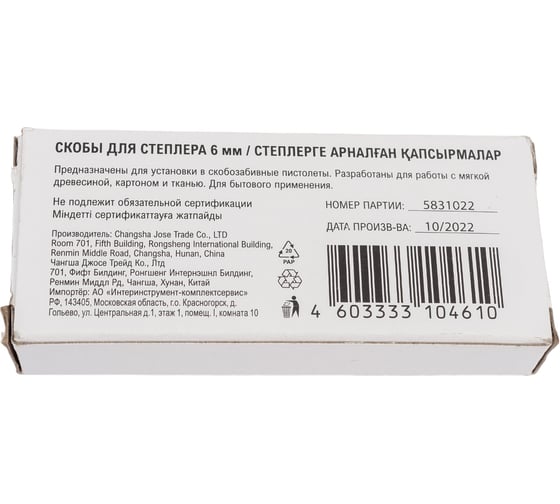 СКОБЫ ДЛЯ СТЕПЛЕРА 6 мм / СТЕПЛЕРГЕ АРНАЛҒАН ҚАПСЫРМАЛАР
Предназначены для установки в скобозабивные пистолеты. Разработаны для работы с мягкой
древесиной, картоном и тканью. Для бытового применения.
Не подлежит обязательной сертификации
Міндетті сертификаттауға жатпайды
НОМЕР ПАРТИИ: 5831022
ДАТА ПРОИЗВ-ВА: 10/2022
Производитель: Changsha Jose Trade Co., LTD
Room 701, Fifth Building, Rongsheng International Building,
Renmin Middle Road, Changsha, Hunan, China
Чангша Джосе Трейд Ко., Лтд
701, Фифт Билдинг, Ронгшенг Интернэшнл Билдинг,
Ренмин Миддл Рд, Чангша, Хунан, Китай
Импортёр: АО «Интеринструмент-комплектсервис»
РФ, 143405, Московская область, г.о. Красногорск, д.
Гольево, ул. Центральная д.1, этаж 1, помещ. I, комната 10
20
PAP
4 603333 104610